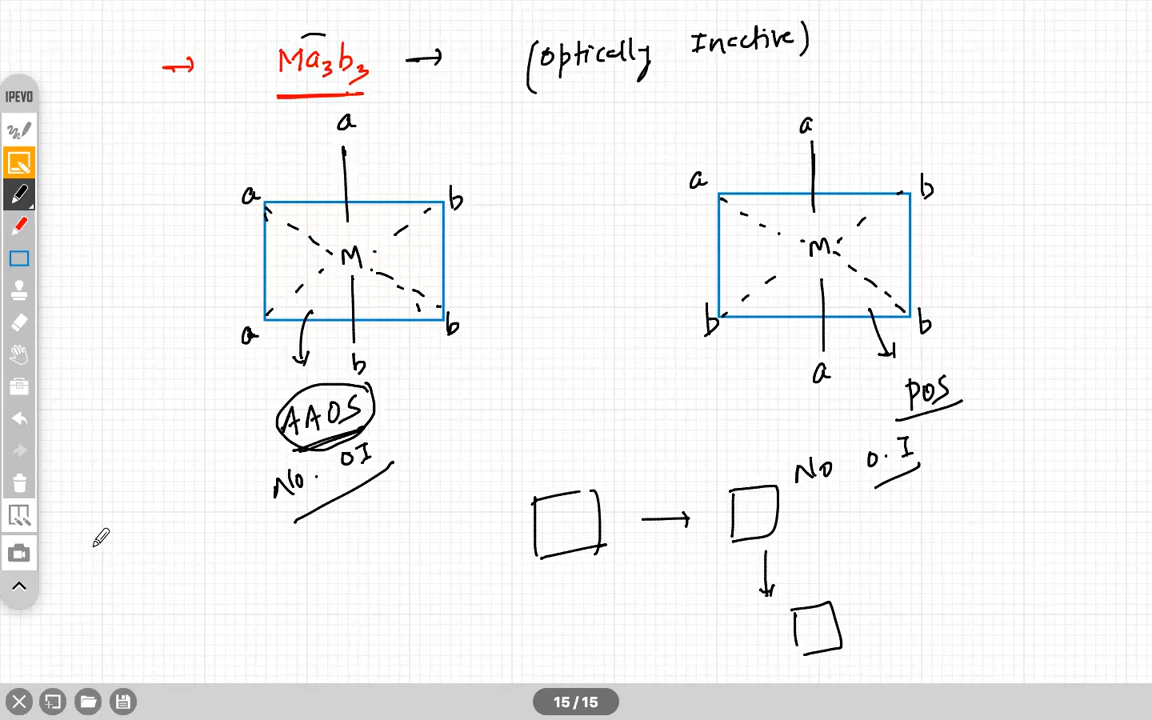 → Ma₃b₃ → (Optically Inactive)
IPEVO
a
a b
M
a b
b
AAOS
No. OI
a
a b
M
b b
a
POS
No O.I
15 / 15